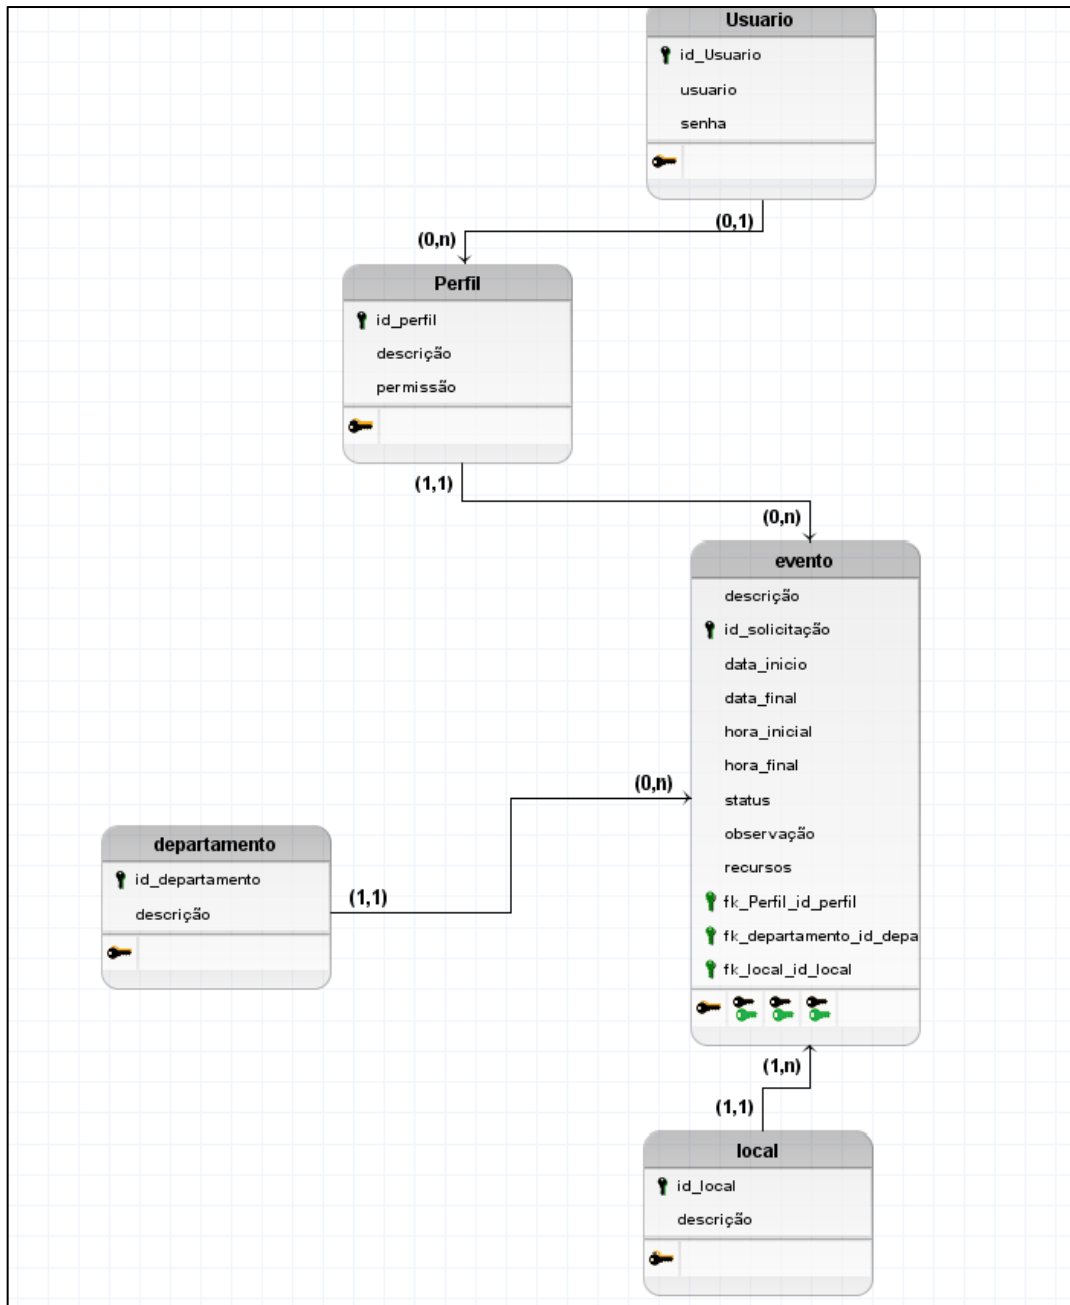 Usuario
id_Usuario
usuario
senha
(0,1)
(0,n)
Perfil
id_perfil
descrição
permissão
(1,1)
(0,n)
evento
descrição
id_solicitação
data_inicio
data_final
hora_inicial
hora_final
(0,n)
status
observação
recursos
fk_Perfil_id_perfil
fk_departamento_id_depa
fk_local_id_local
departamento
id_departamento
descrição
(1,1)
(1,n)
(1,1)
local
id_local
descrição